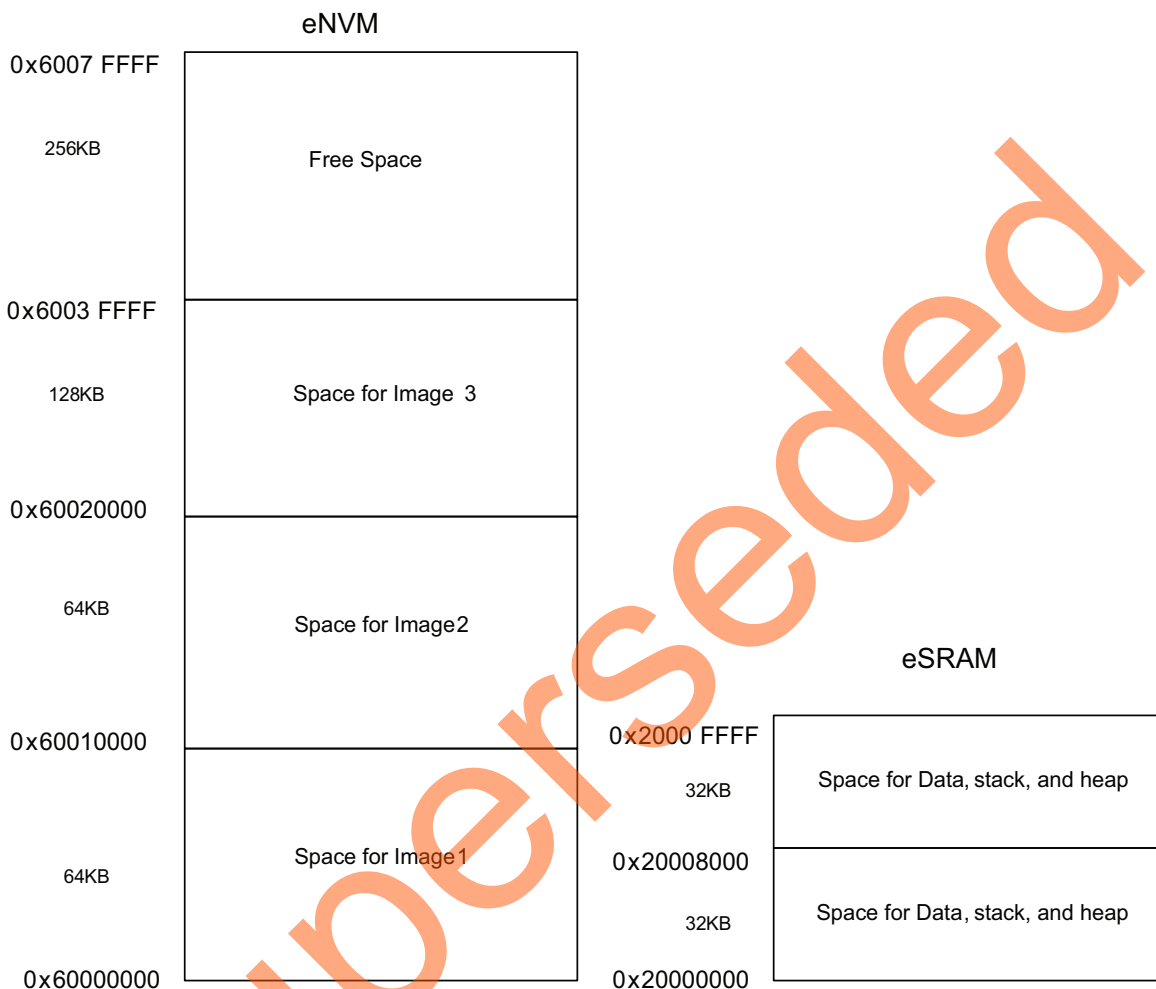 eNVM
0x6007 FFFF
256KB
Free Space
0x6003 FFFF
128KB
Space for Image 3
0x60020000
64KB
Space for Image2
0x60010000
64KB
Space for Image1
0x60000000
eSRAM
0x2000 FFFF
32KB
Space for Data, stack, and heap
0x20008000
32KB
Space for Data, stack, and heap
0x20000000
perseded